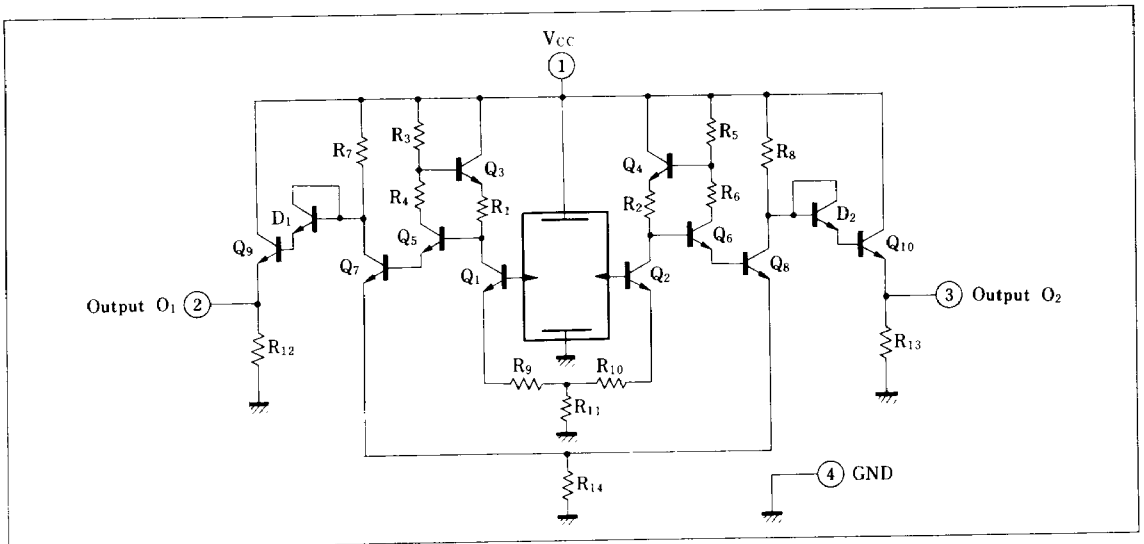 VCC
1
R3
R5
R7
R8
Q3
Q4
R4
R1
R2
R6
D1
D2
Q9
Q5
Q6
Q10
Q7
Q1
Q2
Q8
Output O1 2
3 Output O2
R12
R13
R9
R10
R11
4 GND
R14